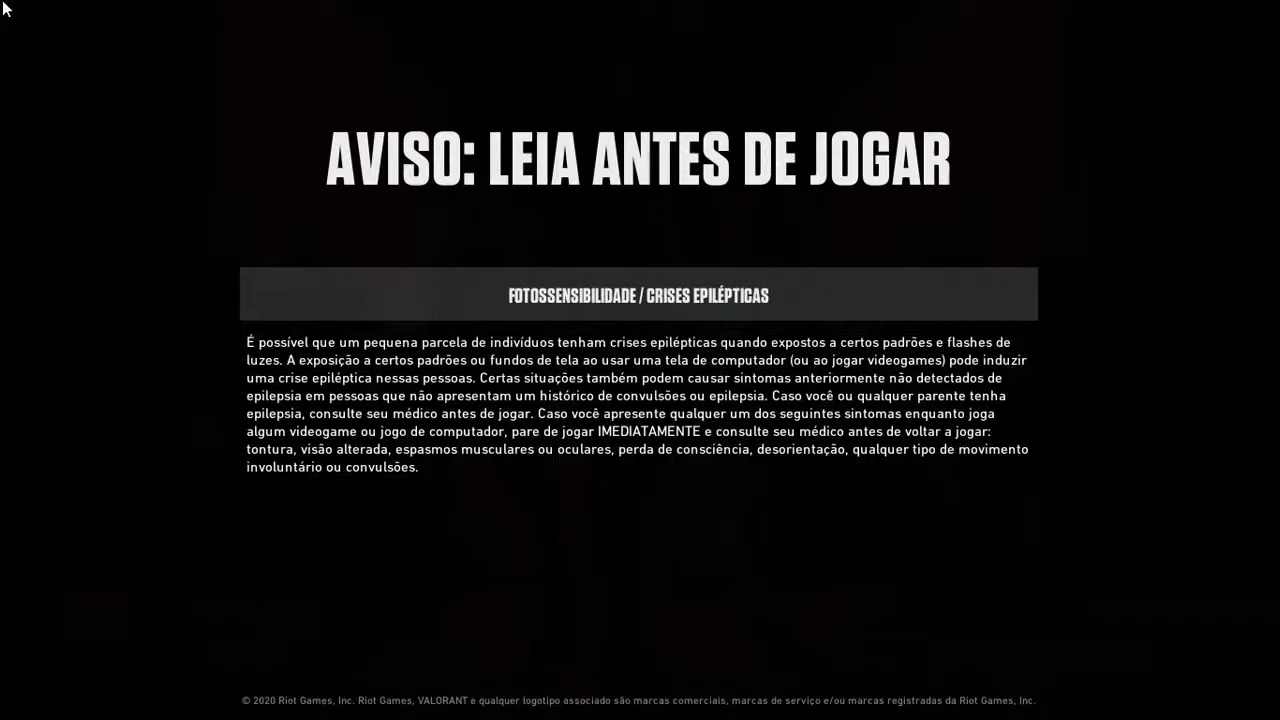 AVISO: LEIA ANTES DE JOGAR
FOTOSSENSIBILIDADE / CRISES EPILÉPTICAS
É possível que um pequena parcela de indivíduos tenham crises epilépticas quando expostos a certos padrões e flashes de
luzes. A exposição a certos padrões ou fundos de tela ao usar uma tela de computador (ou ao jogar videogames) pode induzir
uma crise epiléptica nessas pessoas. Certas situações também podem causar sintomas anteriormente não detectados de
epilepsia em pessoas que não apresentam um histórico de convulsões ou epilepsia. Caso você ou qualquer parente tenha
epilepsia, consulte seu médico antes de jogar. Caso você apresente qualquer um dos seguintes sintomas enquanto joga
algum videogame ou jogo de computador, pare de jogar IMEDIATAMENTE e consulte seu médico antes de voltar a jogar:
tontura, visão alterada, espasmos musculares ou oculares, perda de consciência, desorientação, qualquer tipo de movimento
involuntário ou convulsões.
© 2020 Riot Games, Inc. Riot Games, VALORANT e qualquer logotipo associado são marcas comerciais, marcas de serviço e/ou marcas registradas da Riot Games, Inc.